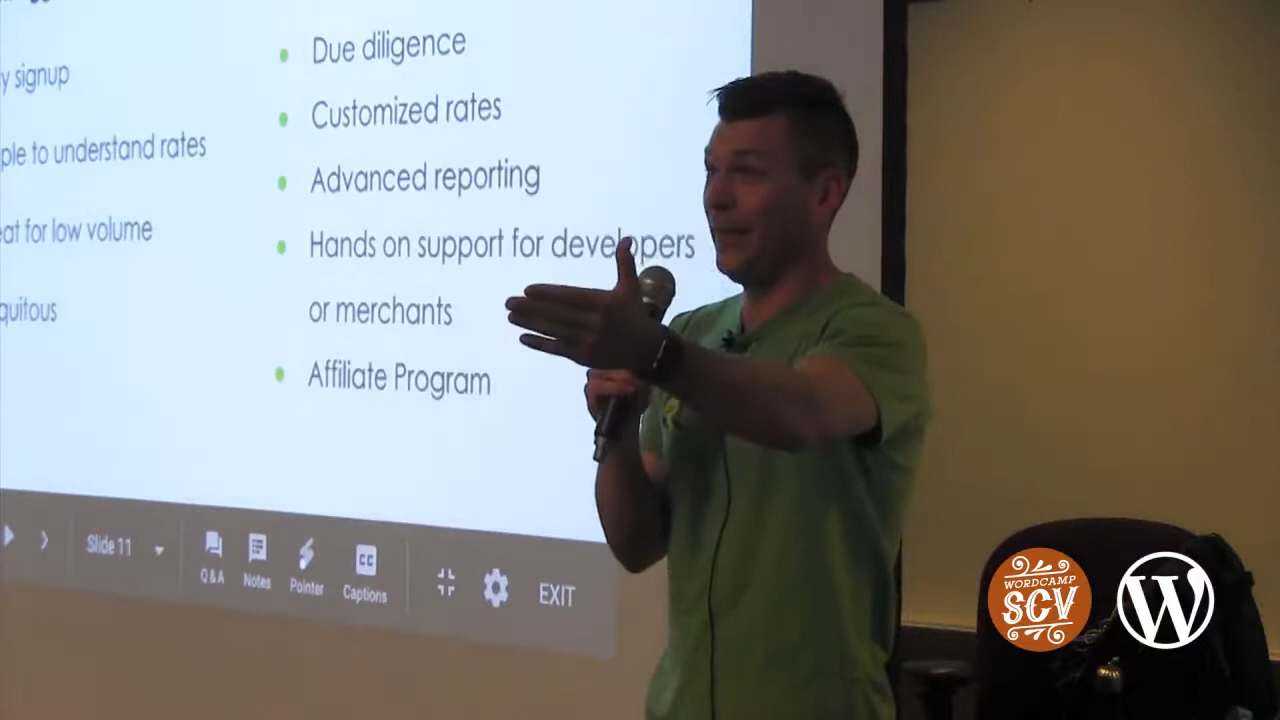 y signup
ple to understand rates
eat for low volume
quitous
Due diligence
Customized rates
Advanced reporting
Hands on support for developers
or merchants
Affiliate Program
Slide 11
Q&A
Notes
Pointer
CC
Captions
EXIT
WORDCAMP
SCV
W